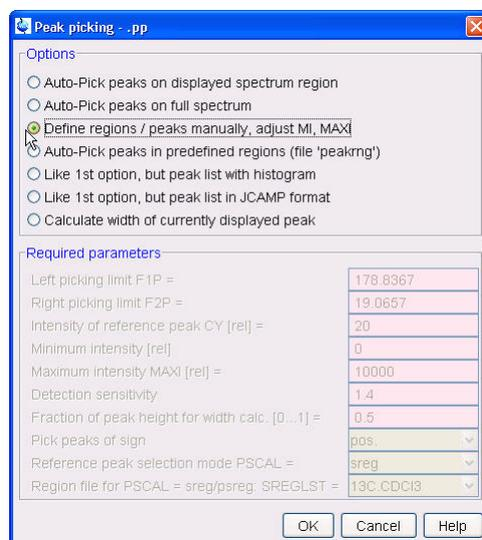 Peak picking - .pp
Options
Auto-Pick peaks on displayed spectrum region
Auto-Pick peaks on full spectrum
Define regions / peaks manually, adjust MI, MAXI
Auto-Pick peaks in predefined regions (file 'peakrng')
Like 1st option, but peak list with histogram
Like 1st option, but peak list in JCAMP format
Calculate width of currently displayed peak
Required parameters
Left picking limit F1P = 178.8367
Right picking limit F2P = 19.0657
Intensity of reference peak CY [rel] = 20
Minimum intensity [rel] 0
Maximum intensity MAXI [rel] = 10000
Detection sensitivity 1.4
Fraction of peak height for width calc. [0...1] = 0.5
Pick peaks of sign pos.
Reference peak selection mode PSCAL = sreg
Region file for PSCAL = sreg/psreg: SREGLST = 13C.CDCl3
OK Cancel Help